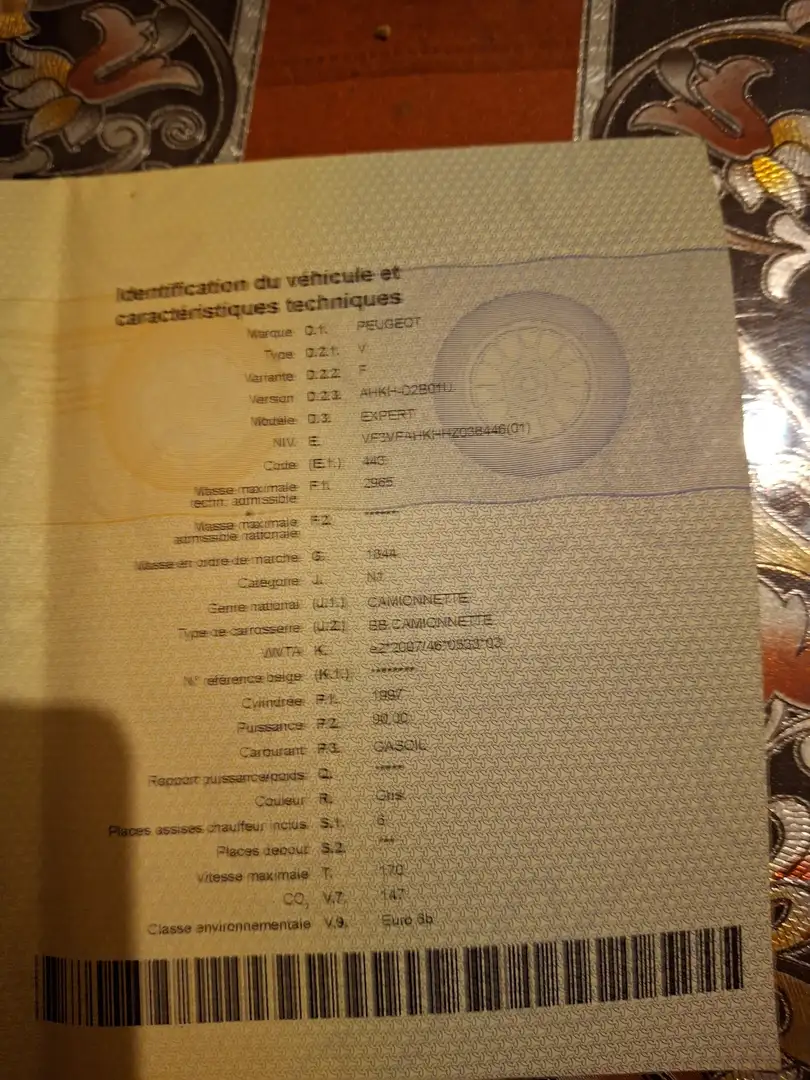 Identification du véhicule et
caractéristiques techniques
Marque D.1. PEUGEOT
Type D.2.1. V
Variante D.2.2. F
Version D.2.3. AHKH-D2B01U
Modèle D.3. EXPERT
NIV E.
Code (E.1.) 443
Masse maximale F.1. 2965
techn. admissible
Masse maximale F.2. ******
admissible nationale
Masse en ordre de marche G. 1844
Catégorie J. N1
Genre national (J.1.) CAMIONNETTE
Type de carrosserie (J.2.) BB CAMIONNETTE
WVTA K. e2*2007/46*0533*03
N° référence belge (K.1.) ********
Cylindrée P.1. 1997
Puissance P.2. 90,00
Carburant P.3. GASOIL
Rapport puissance/poids Q. *****
Couleur R. Gris
Places assises chauffeur inclus S.1. 6
Places debout S.2. ***
Vitesse maximale T. 170
CO₂ V.7. 147
Classe environnementale V.9. Euro 6b